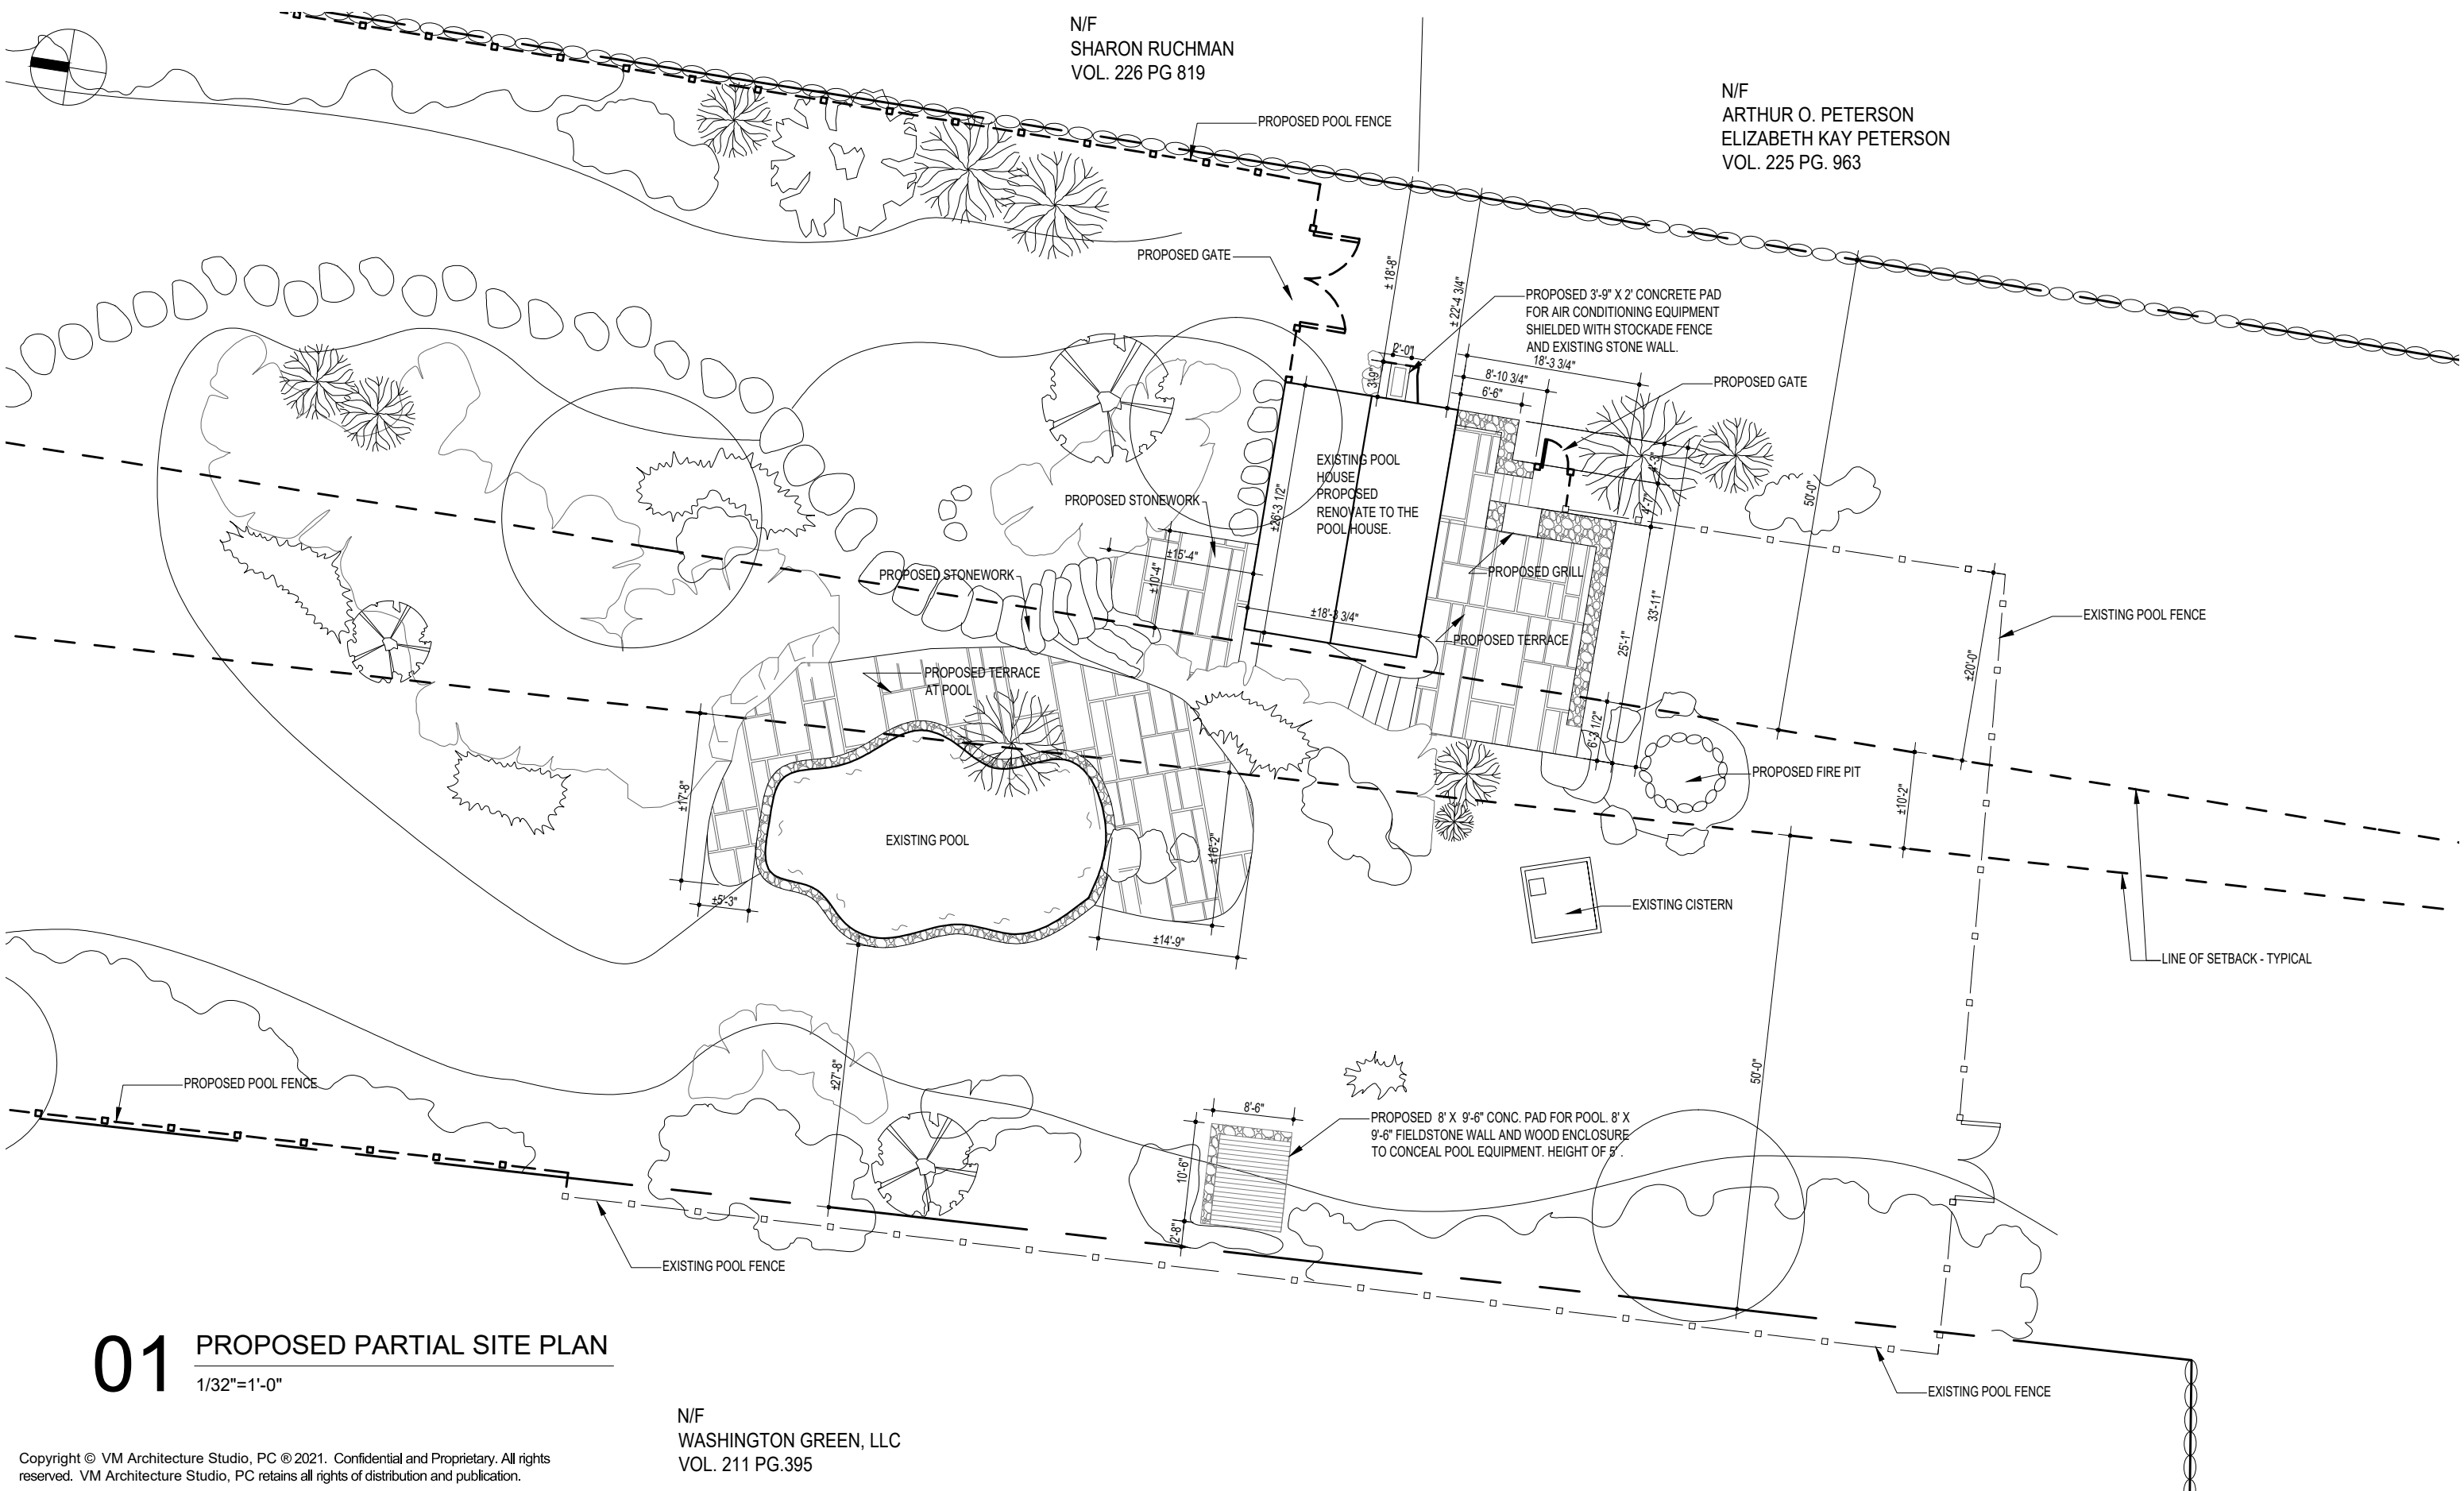 N/F
SHARON RUCHMAN
VOL. 226 PG 819
N/F
ARTHUR O. PETERSON
ELIZABETH KAY PETERSON
VOL. 225 PG. 963
PROPOSED POOL FENCE
PROPOSED GATE
± 18'-8"
± 22'-4 3/4"
PROPOSED 3'-9" X 2' CONCRETE PAD
FOR AIR CONDITIONING EQUIPMENT
SHIELDED WITH STOCKADE FENCE
AND EXISTING STONE WALL.
2'-0"
3'-9"
18'-3 3/4"
8'-10 3/4"
6'-6"
PROPOSED GATE
EXISTING POOL
HOUSE
PROPOSED
RENOVATE TO THE
POOL HOUSE.
±26'-3 1/2"
4'-3"
4'-7"
50'-0"
PROPOSED STONEWORK
±15'-4"
±10'-4"
PROPOSED STONEWORK
PROPOSED GRILL
±18'-3 3/4"
PROPOSED TERRACE
33'-11"
25'-1"
±20'-0"
EXISTING POOL FENCE
PROPOSED TERRACE
AT POOL
6'-3 1/2"
PROPOSED FIRE PIT
±10'-2"
±17'-8"
EXISTING POOL
±16'-2"
±5'-3"
±14'-9"
EXISTING CISTERN
LINE OF SETBACK - TYPICAL
±27'-8"
50'-0"
PROPOSED POOL FENCE
8'-6"
10'-6"
2'-8"
PROPOSED 8' X 9'-6" CONC. PAD FOR POOL. 8' X
9'-6" FIELDSTONE WALL AND WOOD ENCLOSURE
TO CONCEAL POOL EQUIPMENT. HEIGHT OF 5'.
EXISTING POOL FENCE
EXISTING POOL FENCE
01 PROPOSED PARTIAL SITE PLAN
1/32"=1'-0"
N/F
WASHINGTON GREEN, LLC
VOL. 211 PG.395
Copyright © VM Architecture Studio, PC ® 2021. Confidential and Proprietary. All rights
reserved. VM Architecture Studio, PC retains all rights of distribution and publication.